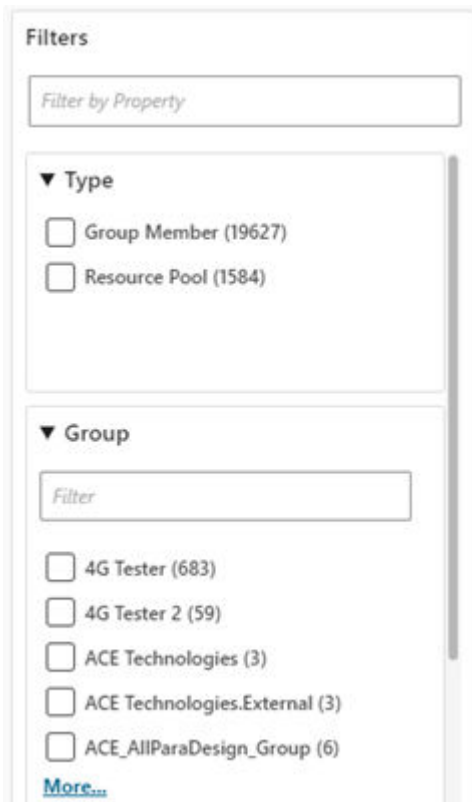 Filters
Filter by Property
▼ Type
Group Member (19627)
Resource Pool (1584)
▼ Group
Filter
4G Tester (683)
4G Tester 2 (59)
ACE Technologies (3)
ACE Technologies.External (3)
ACE_AllParaDesign_Group (6)
More...